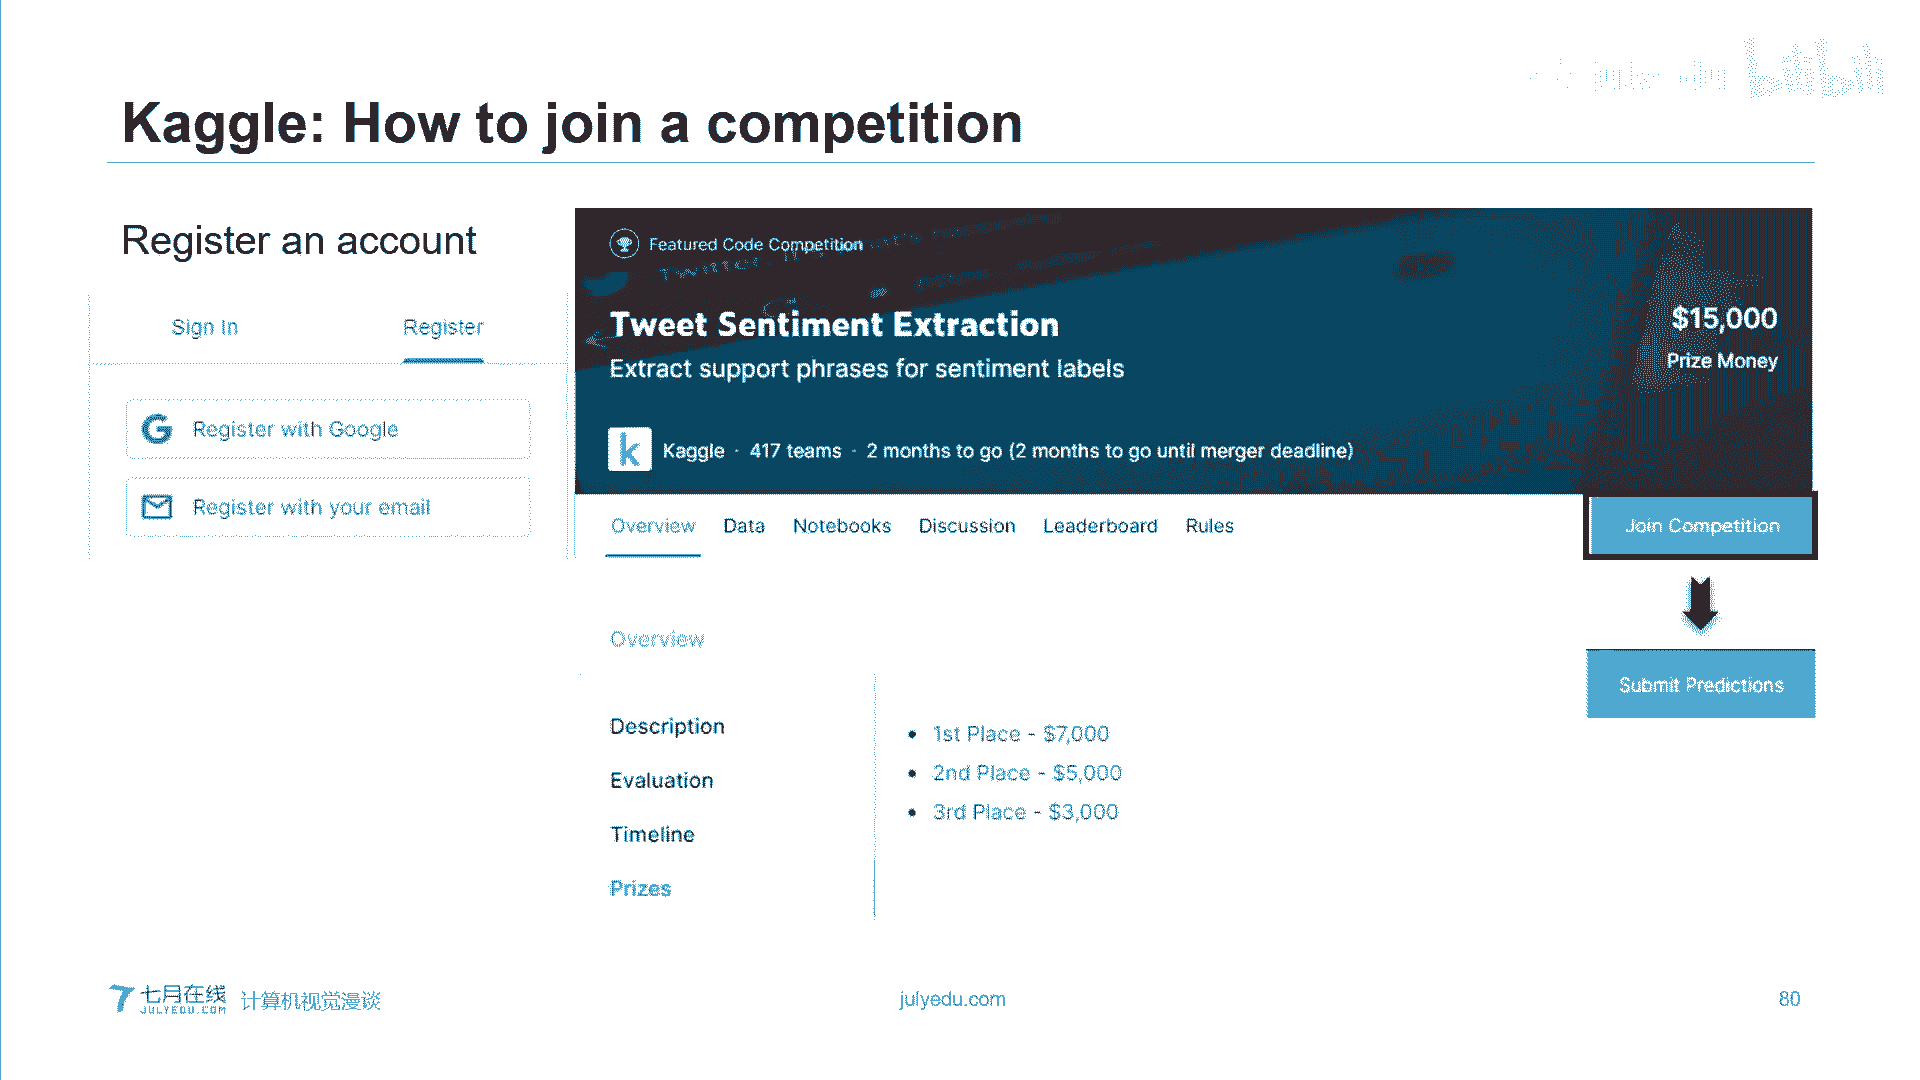 july edu bilibili
Kaggle: How to join a competition
Register an account
Sign In
Register
Register with Google
Register with your email
Featured Code Competition
Twitter
Tweet Sentiment Extraction
Extract support phrases for sentiment labels
$15,000
Prize Money
k
Kaggle · 417 teams · 2 months to go (2 months to go until merger deadline)
Overview
Data
Notebooks
Discussion
Leaderboard
Rules
Join Competition
Submit Predictions
Overview
Description
Evaluation
Timeline
Prizes
• 1st Place - $7,000
• 2nd Place - $5,000
• 3rd Place - $3,000
七月在线
JULYEDU.COM
计算机视觉漫谈
julyedu.com
80